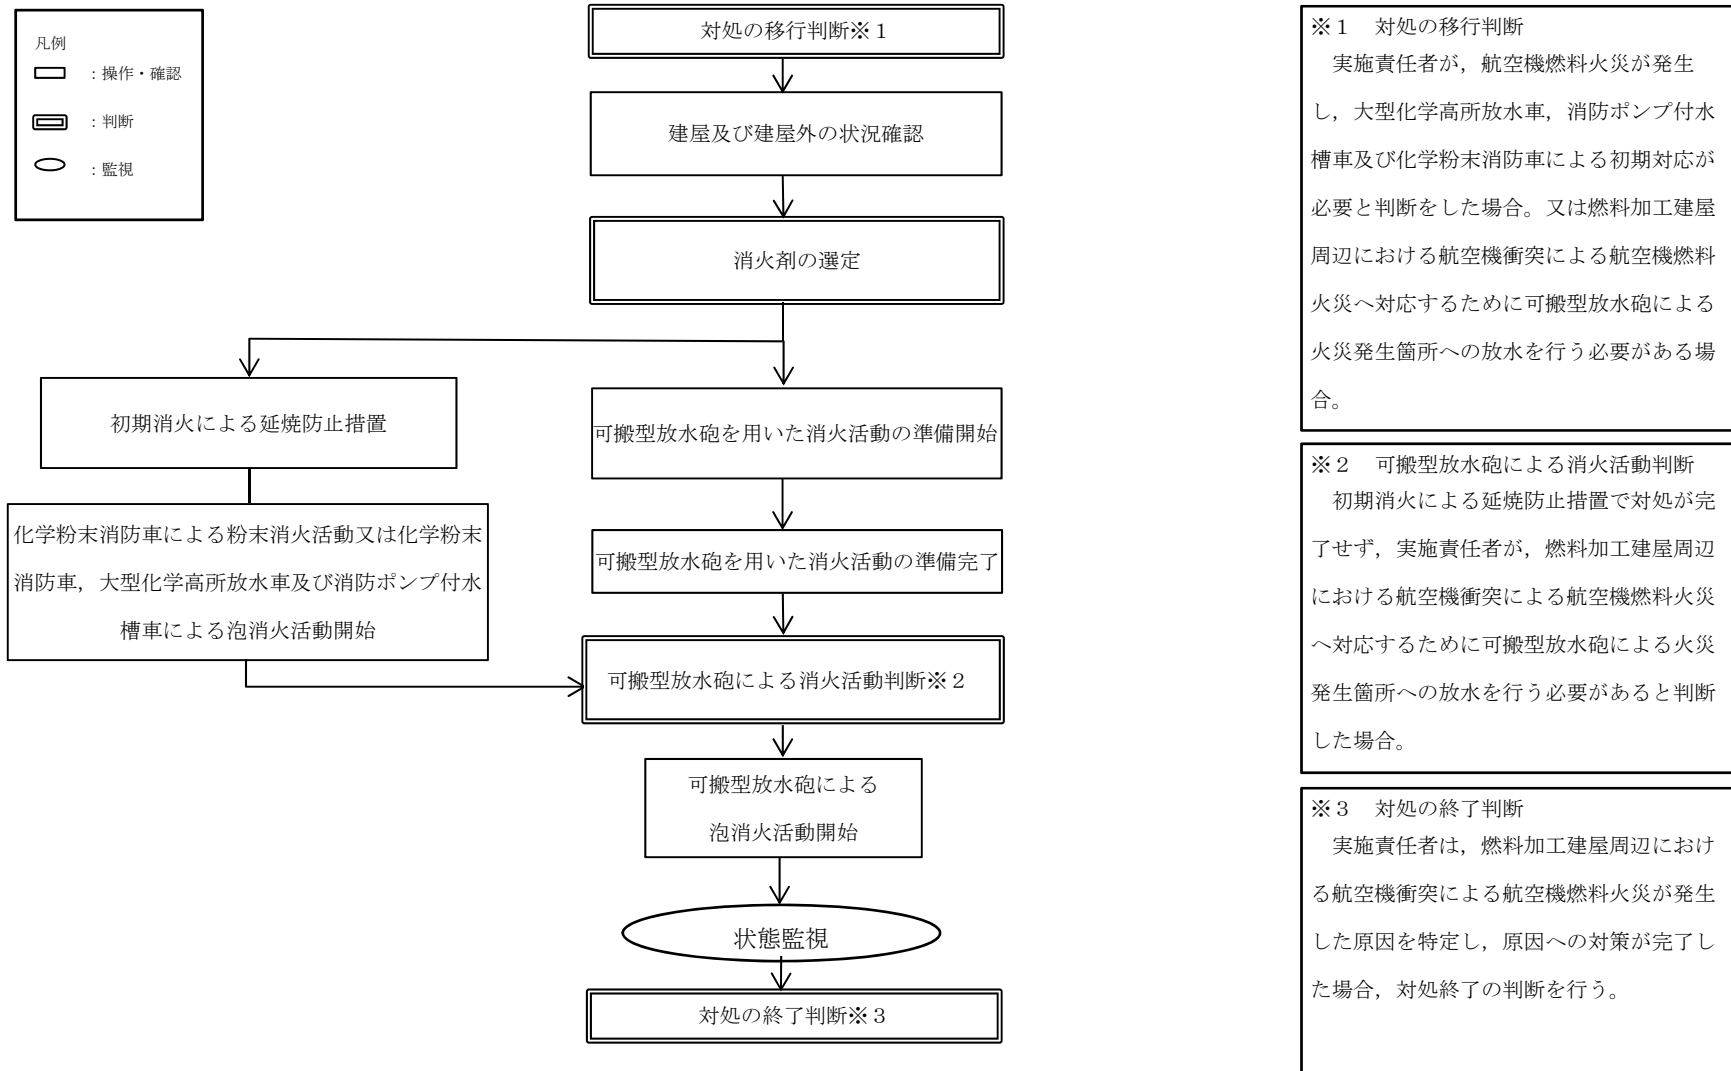 凡例
：操作・確認
：判断
：監視
対処の移行判断※１
建屋及び建屋外の状況確認
消火剤の選定
初期消火による延焼防止措置
可搬型放水砲を用いた消火活動の準備開始
化学粉末消防車による粉末消火活動又は化学粉末
消防車，大型化学高所放水車及び消防ポンプ付水
槽車による泡消火活動開始
可搬型放水砲を用いた消火活動の準備完了
可搬型放水砲による消火活動判断※２
可搬型放水砲による
泡消火活動開始
状態監視
対処の終了判断※３
※１　対処の移行判断
実施責任者が，航空機燃料火災が発生
し，大型化学高所放水車，消防ポンプ付水
槽車及び化学粉末消防車による初期対応が
必要と判断をした場合。又は燃料加工建屋
周辺における航空機衝突による航空機燃料
火災へ対応するために可搬型放水砲による
火災発生箇所への放水を行う必要がある場
合。
※２　可搬型放水砲による消火活動判断
初期消火による延焼防止措置で対処が完
了せず，実施責任者が，燃料加工建屋周辺
における航空機衝突による航空機燃料火災
へ対応するために可搬型放水砲による火災
発生箇所への放水を行う必要があると判断
した場合。
※３　対処の終了判断
実施責任者は，燃料加工建屋周辺におけ
る航空機衝突による航空機燃料火災が発生
した原因を特定し，原因への対策が完了し
た場合，対処終了の判断を行う。